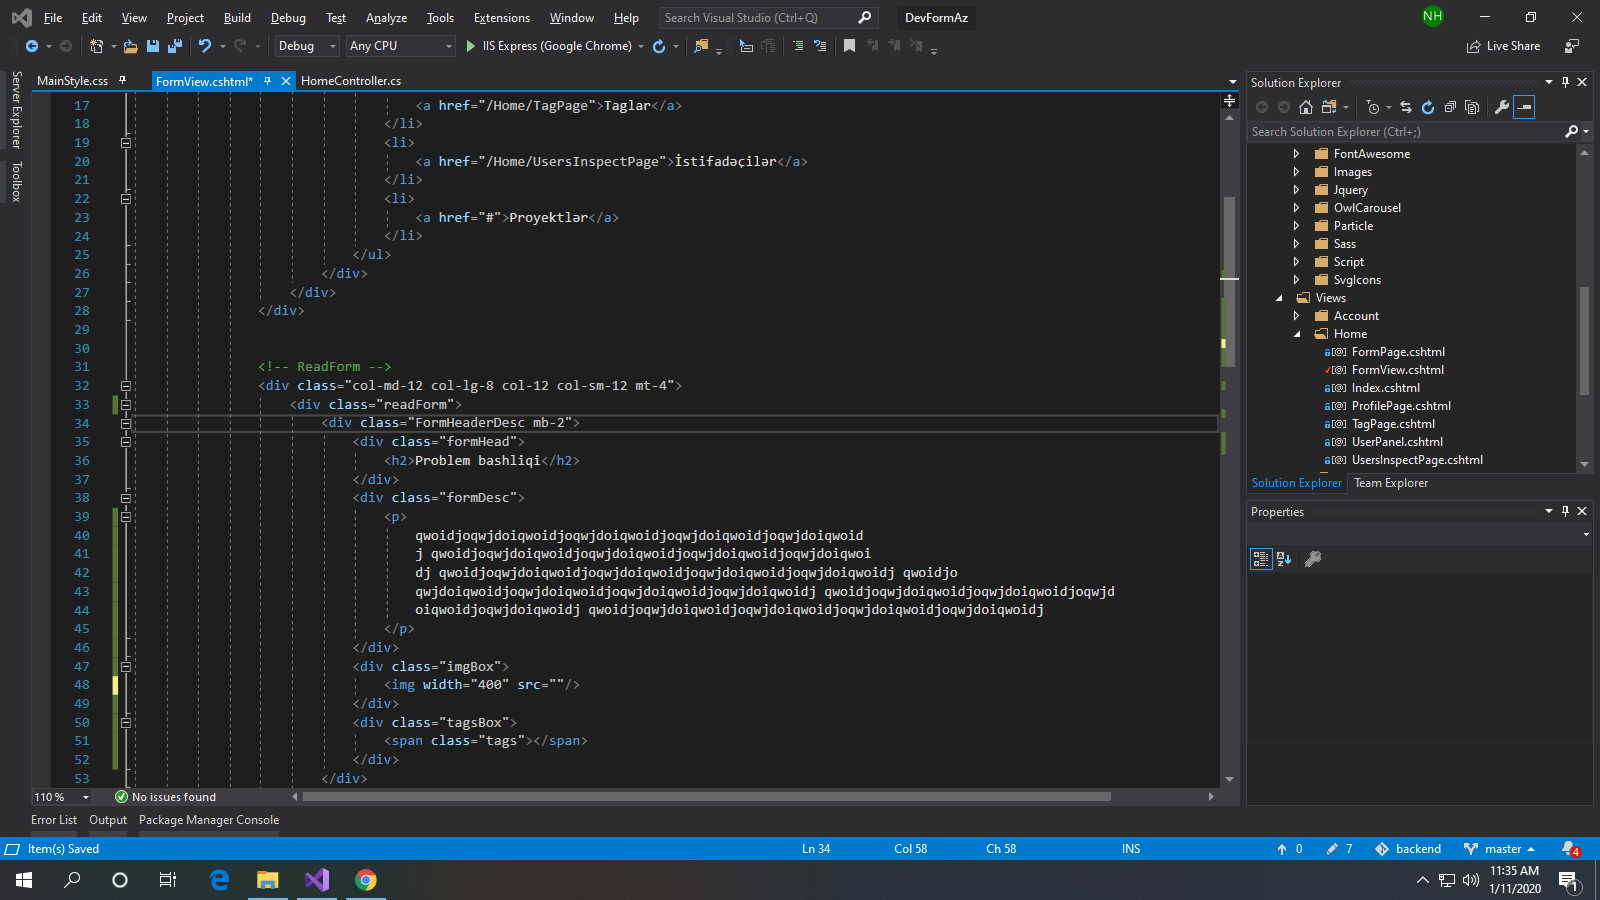 File Edit View Project Build Debug Test Analyze Tools Extensions Window Help Search Visual Studio (Ctrl+Q) DevFormAz NH
Debug Any CPU IIS Express (Google Chrome) Live Share
Server Explorer
Toolbox
MainStyle.css FormView.cshtml* HomeController.cs
17 <a href="/Home/TagPage">Taglar</a>
18 </li>
19 <li>
20 <a href="/Home/UsersInspectPage">İstifadəçilər</a>
21 </li>
22 <li>
23 <a href="#">Proyektlər</a>
24 </li>
25 </ul>
26 </div>
27 </div>
28 </div>
29
30
31 <!-- ReadForm -->
32 <div class="col-md-12 col-lg-8 col-12 col-sm-12 mt-4">
33 <div class="readForm">
34 <div class="FormHeaderDesc mb-2">
35 <div class="formHead">
36 <h2>Problem bashliqi</h2>
37 </div>
38 <div class="formDesc">
39 <p>
40 qwoidjoqwjdoiqwoidjoqwjdoiqwoidjoqwjdoiqwoidjoqwjdoiqwoid
41 j qwoidjoqwjdoiqwoidjoqwjdoiqwoidjoqwjdoiqwoidjoqwjdoiqwoi
42 dj qwoidjoqwjdoiqwoidjoqwjdoiqwoidjoqwjdoiqwoidjoqwjdoiqwoidj qwoidjo
43 qwjdoiqwoidjoqwjdoiqwoidjoqwjdoiqwoidjoqwjdoiqwoidj qwoidjoqwjdoiqwoidjoqwjdoiqwoidjoqwjd
44 oiqwoidjoqwjdoiqwoidj qwoidjoqwjdoiqwoidjoqwjdoiqwoidjoqwjdoiqwoidjoqwjdoiqwoidj
45 </p>
46 </div>
47 <div class="imgBox">
48 <img width="400" src=""/>
49 </div>
50 <div class="tagsBox">
51 <span class="tags"></span>
52 </div>
53 </div>
110 % No issues found
Solution Explorer
Search Solution Explorer (Ctrl+;)
FontAwesome
Images
Jquery
OwlCarousel
Particle
Sass
Script
SvgIcons
Views
Account
Home
FormPage.cshtml
FormView.cshtml
Index.cshtml
ProfilePage.cshtml
TagPage.cshtml
UserPanel.cshtml
UsersInspectPage.cshtml
Solution Explorer Team Explorer
Properties
Error List Output Package Manager Console
Item(s) Saved Ln 34 Col 58 Ch 58 INS 0 7 backend master 4
11:35 AM
1/11/2020
1